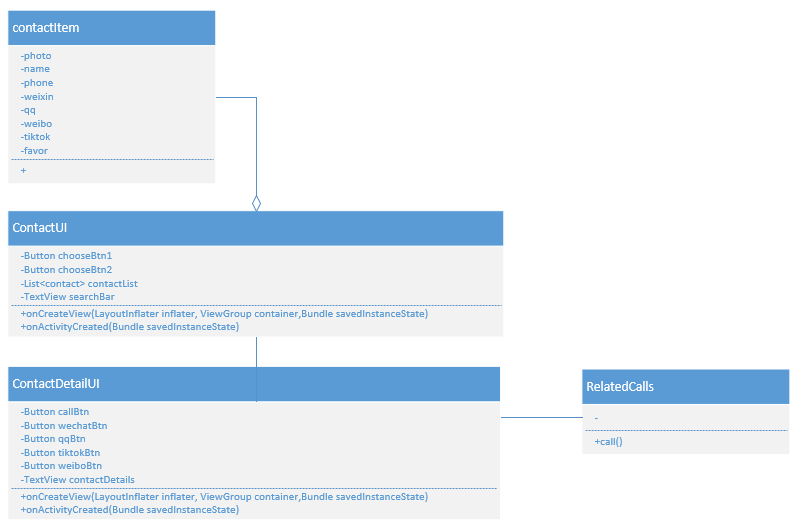 contactItem
-photo
-name
-phone
-weixin
-qq
-weibo
-tiktok
-favor
+
ContactUI
-Button chooseBtn1
-Button chooseBtn2
-List<contact> contactList
-TextView searchBar
+onCreateView(LayoutInflater inflater, ViewGroup container,Bundle savedInstanceState)
+onActivityCreated(Bundle savedInstanceState)
ContactDetailUI
-Button callBtn
-Button wechatBtn
-Button qqBtn
-Button tiktokBtn
-Button weiboBtn
-TextView contactDetails
+onCreateView(LayoutInflater inflater, ViewGroup container,Bundle savedInstanceState)
+onActivityCreated(Bundle savedInstanceState)
RelatedCalls
-
+call()